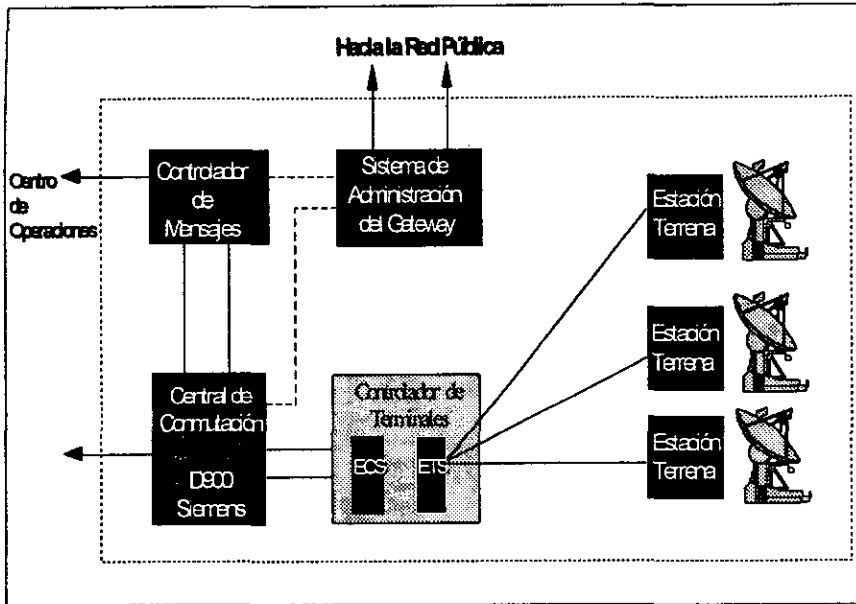 Hacia la Red Pública
Centro
de
Operaciones
Controlador
de
Mensajes
Sistema de
Administración
del Gateway
Estación
Terrena
Estación
Terrena
Central de
Conmutación
D900
Siemens
Controlador de
Terminales
ECS
ETS
Estación
Terrena